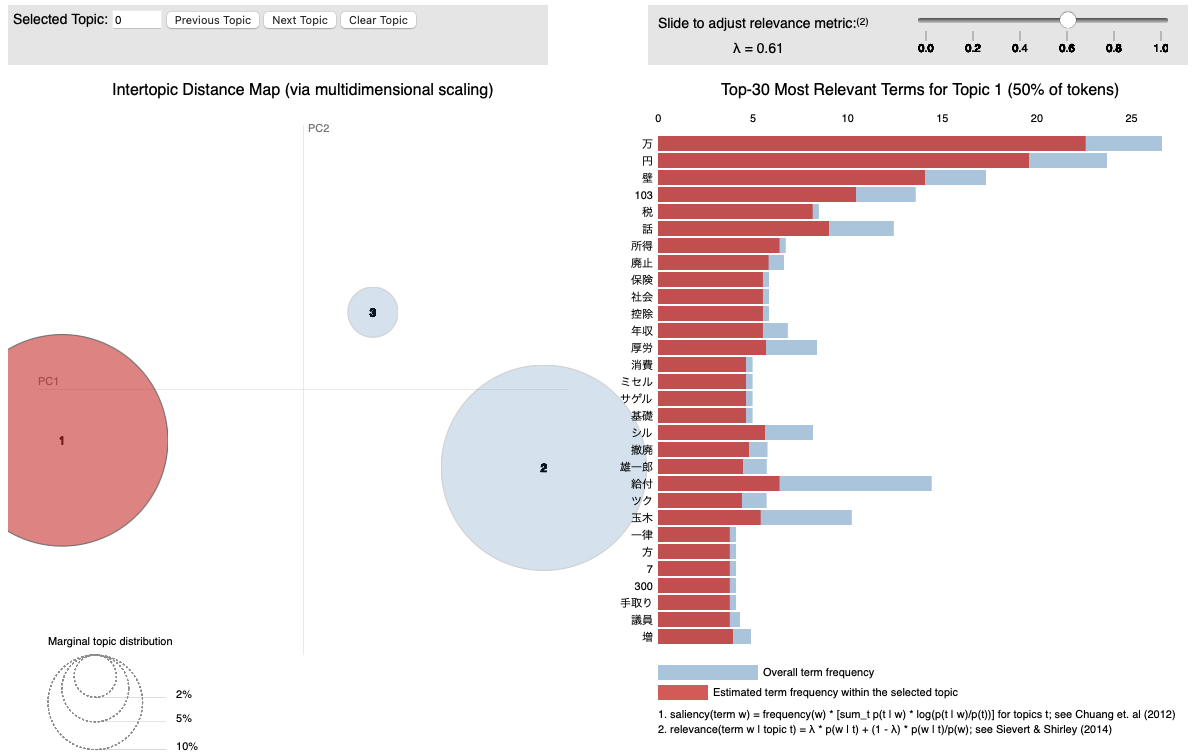 Selected Topic: 0 Previous Topic Next Topic Clear Topic
Slide to adjust relevance metric:(2)
λ = 0.61
0.0 0.2 0.4 0.6 0.8 1.0
Intertopic Distance Map (via multidimensional scaling)
PC2
PC1
3
1
2
Marginal topic distribution
2%
5%
10%
Top-30 Most Relevant Terms for Topic 1 (50% of tokens)
0 5 10 15 20 25
万
円
壁
103
税
話
所得
廃止
保険
社会
控除
年収
厚労
消費
ミセル
サゲル
基礎
シル
撤廃
雄一郎
給付
ツク
玉木
一律
方
7
300
手取り
議員
増
Overall term frequency
Estimated term frequency within the selected topic
1. saliency(term w) = frequency(w) * [sum_t p(t | w) * log(p(t | w)/p(t))] for topics t; see Chuang et. al (2012)
2. relevance(term w | topic t) = λ * p(w | t) + (1 - λ) * p(w | t)/p(w); see Sievert & Shirley (2014)